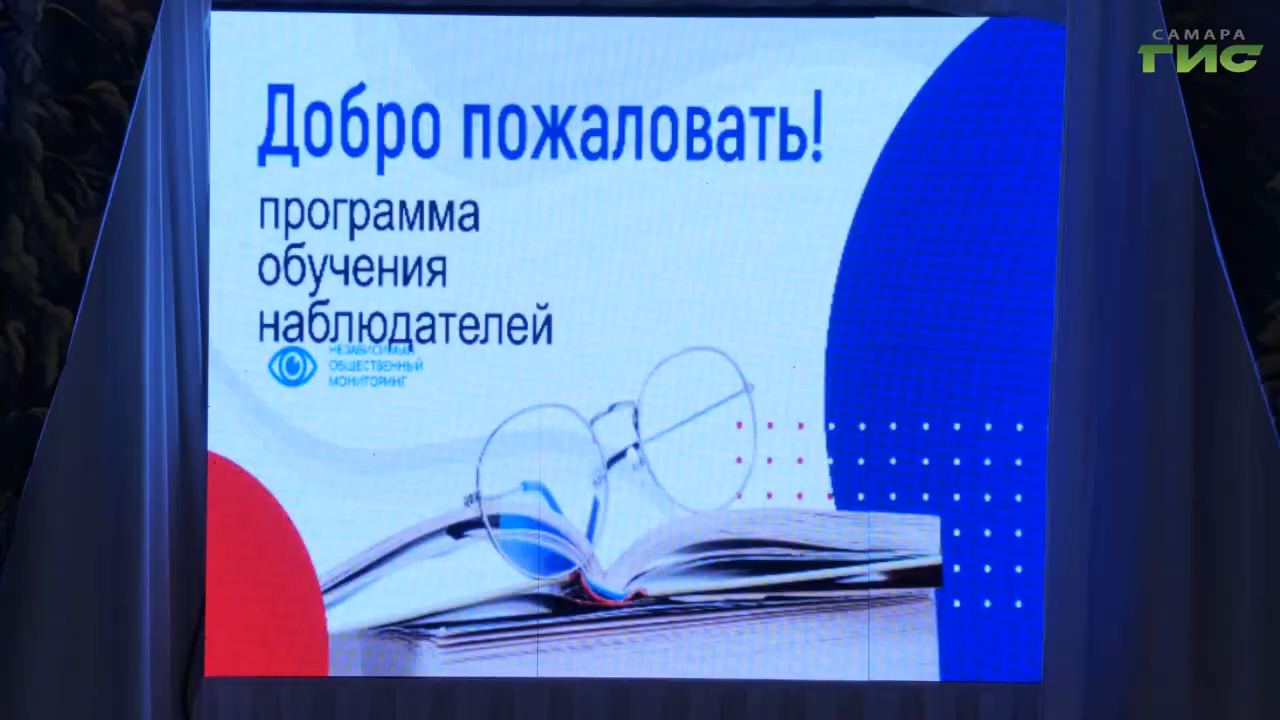 САМАРА
ГИС
Добро пожаловать!
программа
обучения
наблюдателей
НЕЗАВИСИМЫЙ
ОБЩЕСТВЕННЫЙ
МОНИТОРИНГ